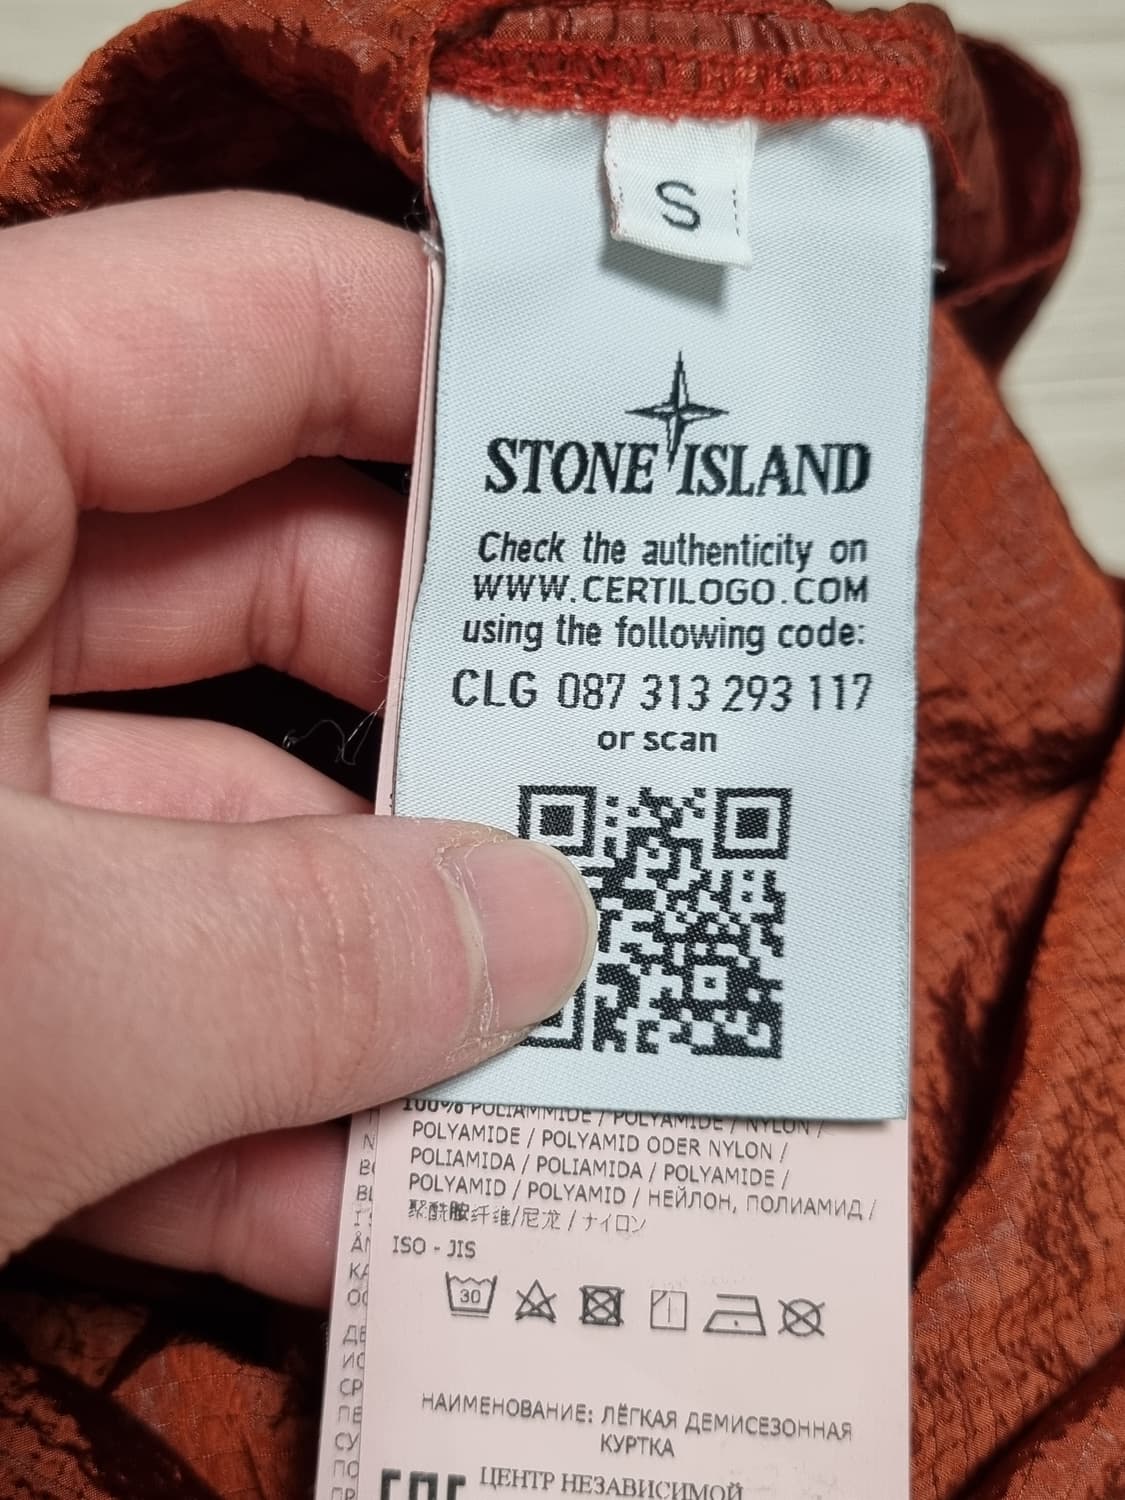 S
STONE ISLAND
Check the authenticity on
WWW.CERTILOGO.COM
using the following code:
CLG 087 313 293 117
or scan
100% POLIAMMIDE / POLYAMIDE / NYLON /
POLYAMIDE / POLYAMID ODER NYLON /
POLIAMIDA / POLIAMIDA / POLYAMIDE /
POLYAMID / POLYAMID / НЕЙЛОН, ПОЛИАМИД /
聚酰胺纤维/尼龙 / ナイロン
ISO - JIS
30
НАИМЕНОВАНИЕ: ЛЁГКАЯ ДЕМИСЕЗОННАЯ
КУРТКА
ЦЕНТР НЕЗАВИСИМОЙ